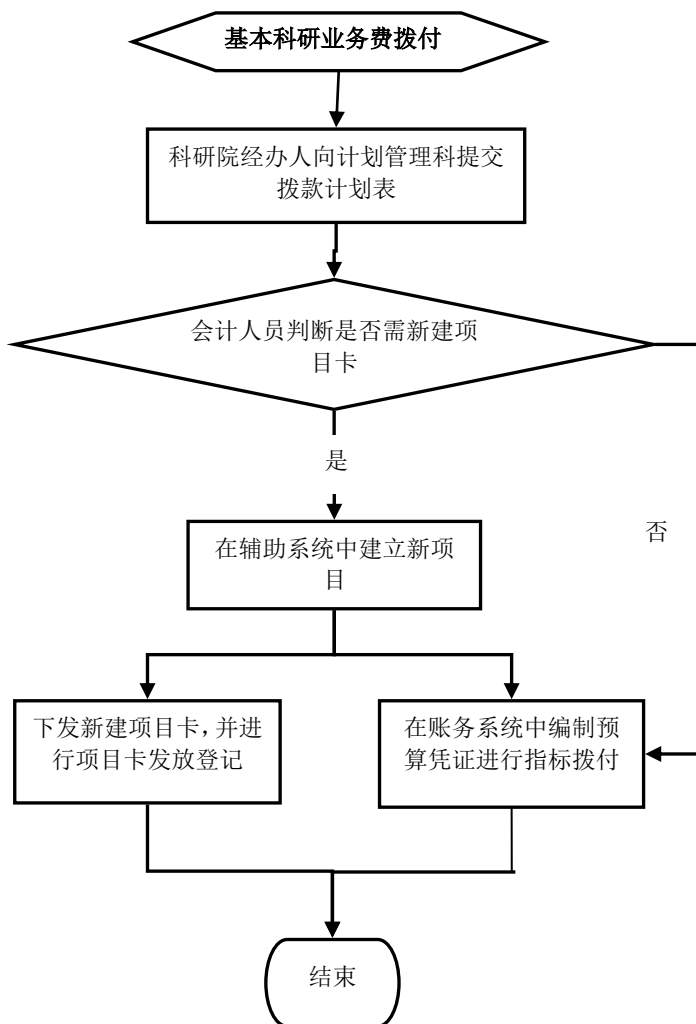 基本科研业务费拨付
科研院经办人向计划管理科提交
拨款计划表
会计人员判断是否需新建项
目卡
是
否
在辅助系统中建立新项
目
下发新建项目卡，并进
行项目卡发放登记
在账务系统中编制预
算凭证进行指标拨付
结束